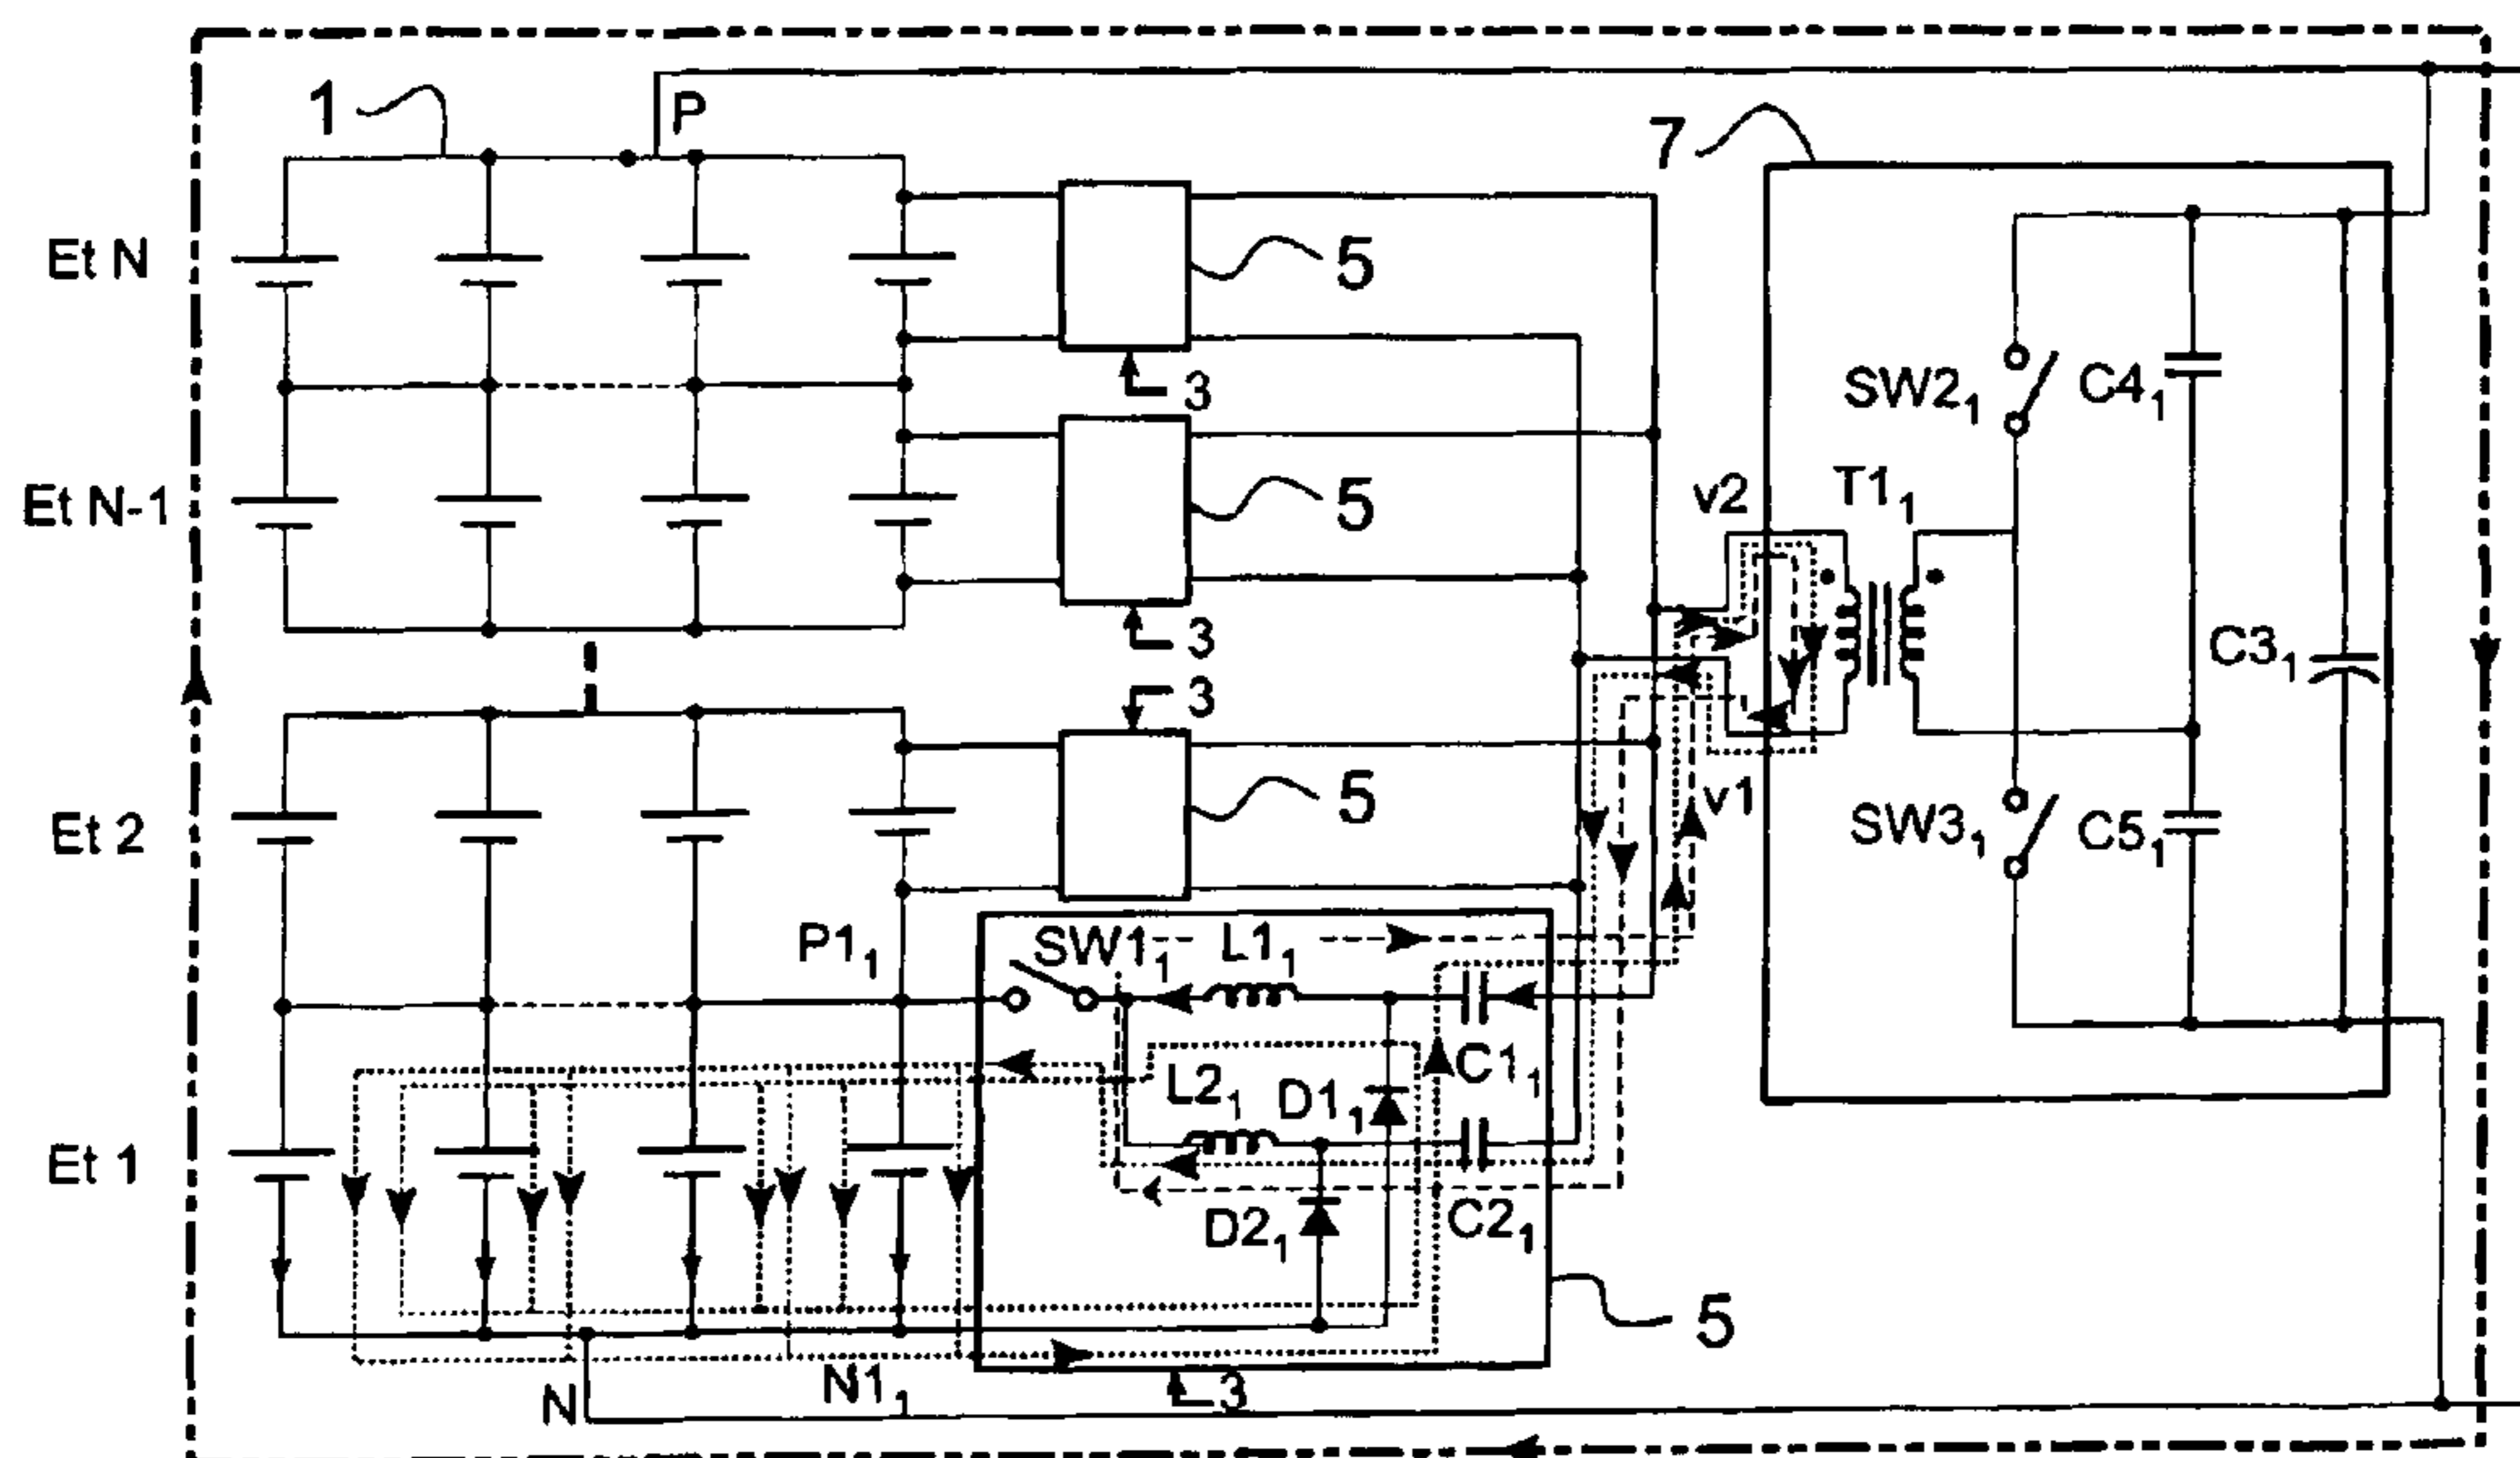 1
P
7
Et N
5
3
SW2₁
C4₁
Et N-1
5
v2
T1₁
3
C3₁
3
Et 2
5
v1
SW3₁
C5₁
P1₁
SW1₁
L1₁
C1₁
L2₁
D1₁
Et 1
D2₁
C2₁
5
N
N1₁
3